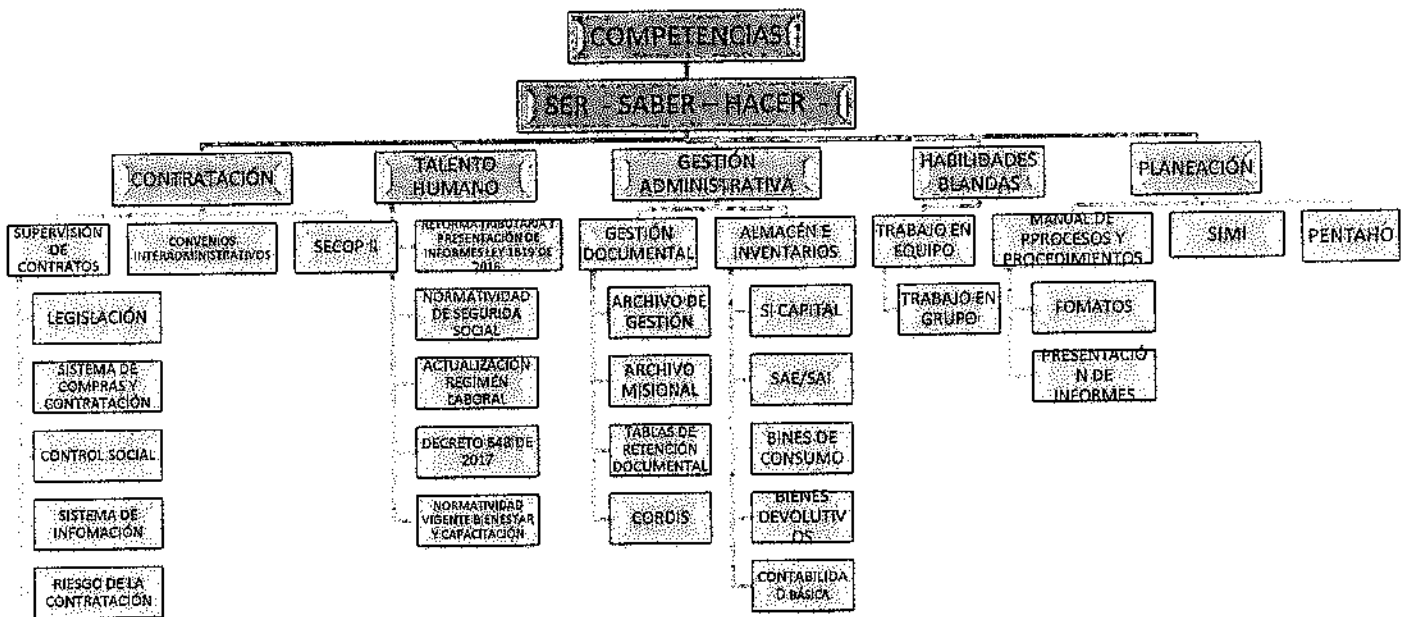 COMPETENCIAS
SER - SABER – HACER -
CONTRATACIÓN
TALENTO
HUMANO
GESTIÓN
ADMINISTRATIVA
HABILIDADES
BLANDAS
PLANEACIÓN
SUPERVISIÓN
DE
CONTRATOS
CONVENIOS
INTERADMINISTRATIVOS
SECOP II
REFORMA TRIBUTARIA Y
PRESENTACIÓN DE
INFORMES LEY 1819 DE
2016
GESTIÓN
DOCUMENTAL
ALMACÉN E
INVENTARIOS
TRABAJO EN
EQUIPO
MANUAL DE
PPROCESOS Y
PROCEDIMIENTOS
SIMI
PENTAHO
LEGISLACIÓN
SISTEMA DE
COMPRAS Y
CONTRATACIÓN
CONTROL SOCIAL
SISTEMA DE
INFOMACIÓN
RIESGO DE LA
CONTRATACIÓN
NORMATIVIDAD
DE SEGURIDA
SOCIAL
ACTUALIZACIÓN
REGIMEN
LABORAL
DECRETO 648 DE
2017
NORMATIVIDAD
VIGENTE BIENESTAR
Y CAPACITACIÓN
ARCHIVO DE
GESTIÓN
ARCHIVO
MISIONAL
TABLAS DE
RETENCIÓN
DOCUMENTAL
CORDIS
SI CAPITAL
SAE/SAI
BINES DE
CONSUMO
BIENES
DEVOLUTIV
OS
CONTABILIDA
D BÁSICA
TRABAJO EN
GRUPO
FOMATOS
PRESENTACIÓ
N DE
INFORMES